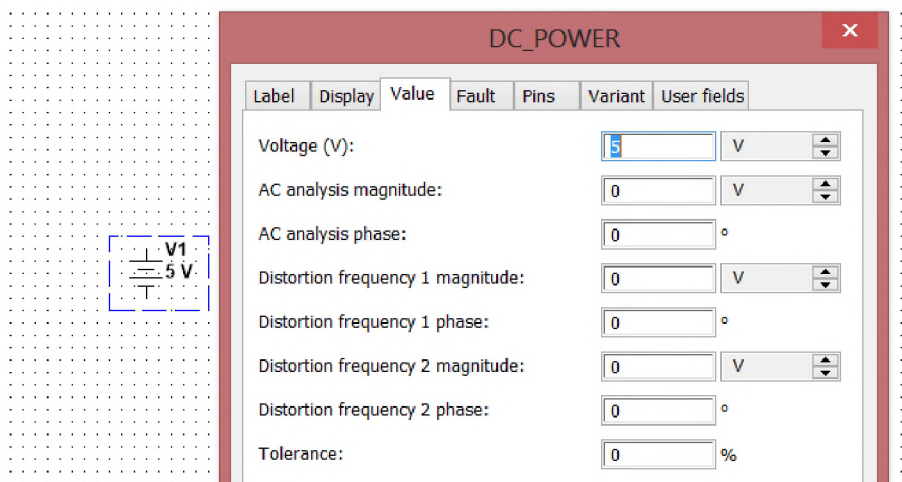 DC_POWER
x
Label Display Value Fault Pins Variant User fields
Voltage (V): 5 V
AC analysis magnitude: 0 V
AC analysis phase: 0 °
Distortion frequency 1 magnitude: 0 V
Distortion frequency 1 phase: 0 °
Distortion frequency 2 magnitude: 0 V
Distortion frequency 2 phase: 0 °
Tolerance: 0 %
V1
5 V